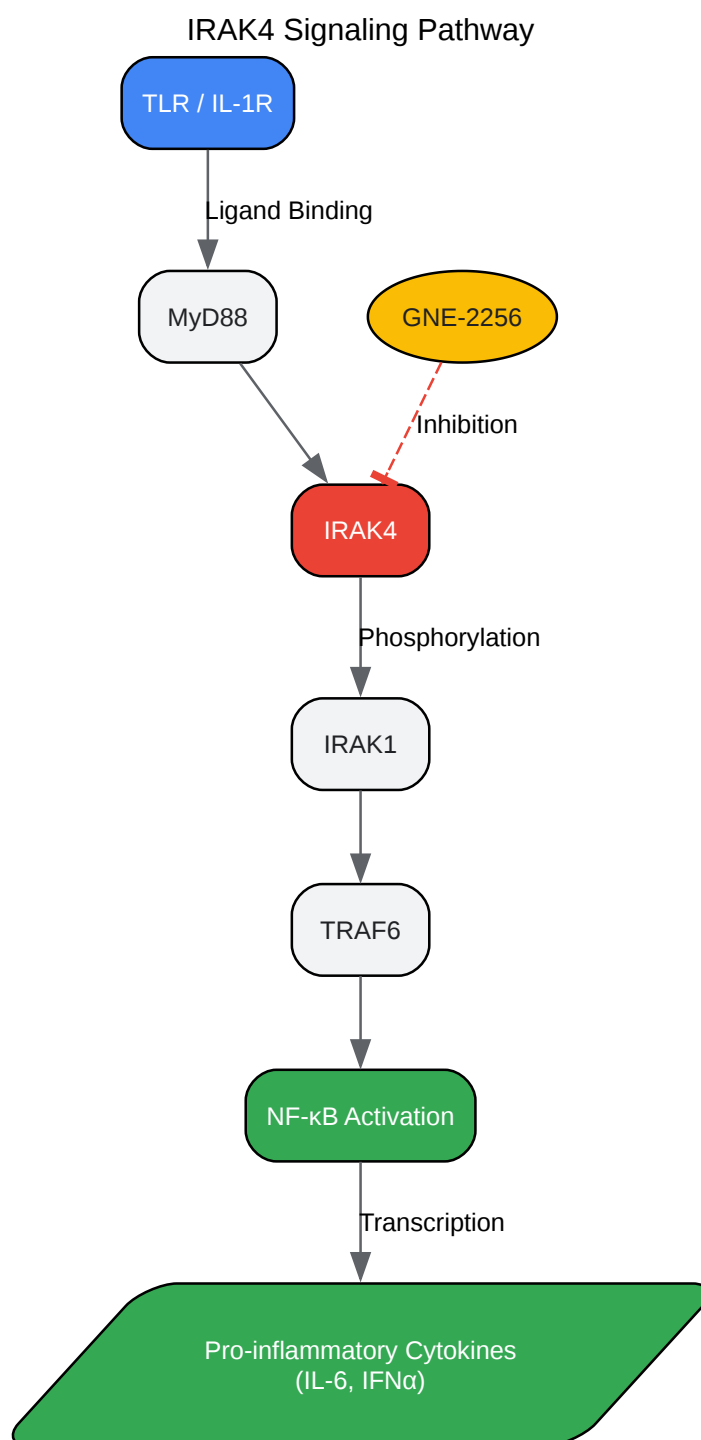 IRAK4 Signaling Pathway
TLR / IL-1R
Ligand Binding
MyD88
GNE-2256
Inhibition
IRAK4
Phosphorylation
IRAK1
TRAF6
NF-κB Activation
Transcription
Pro-inflammatory Cytokines
(IL-6, IFNα)